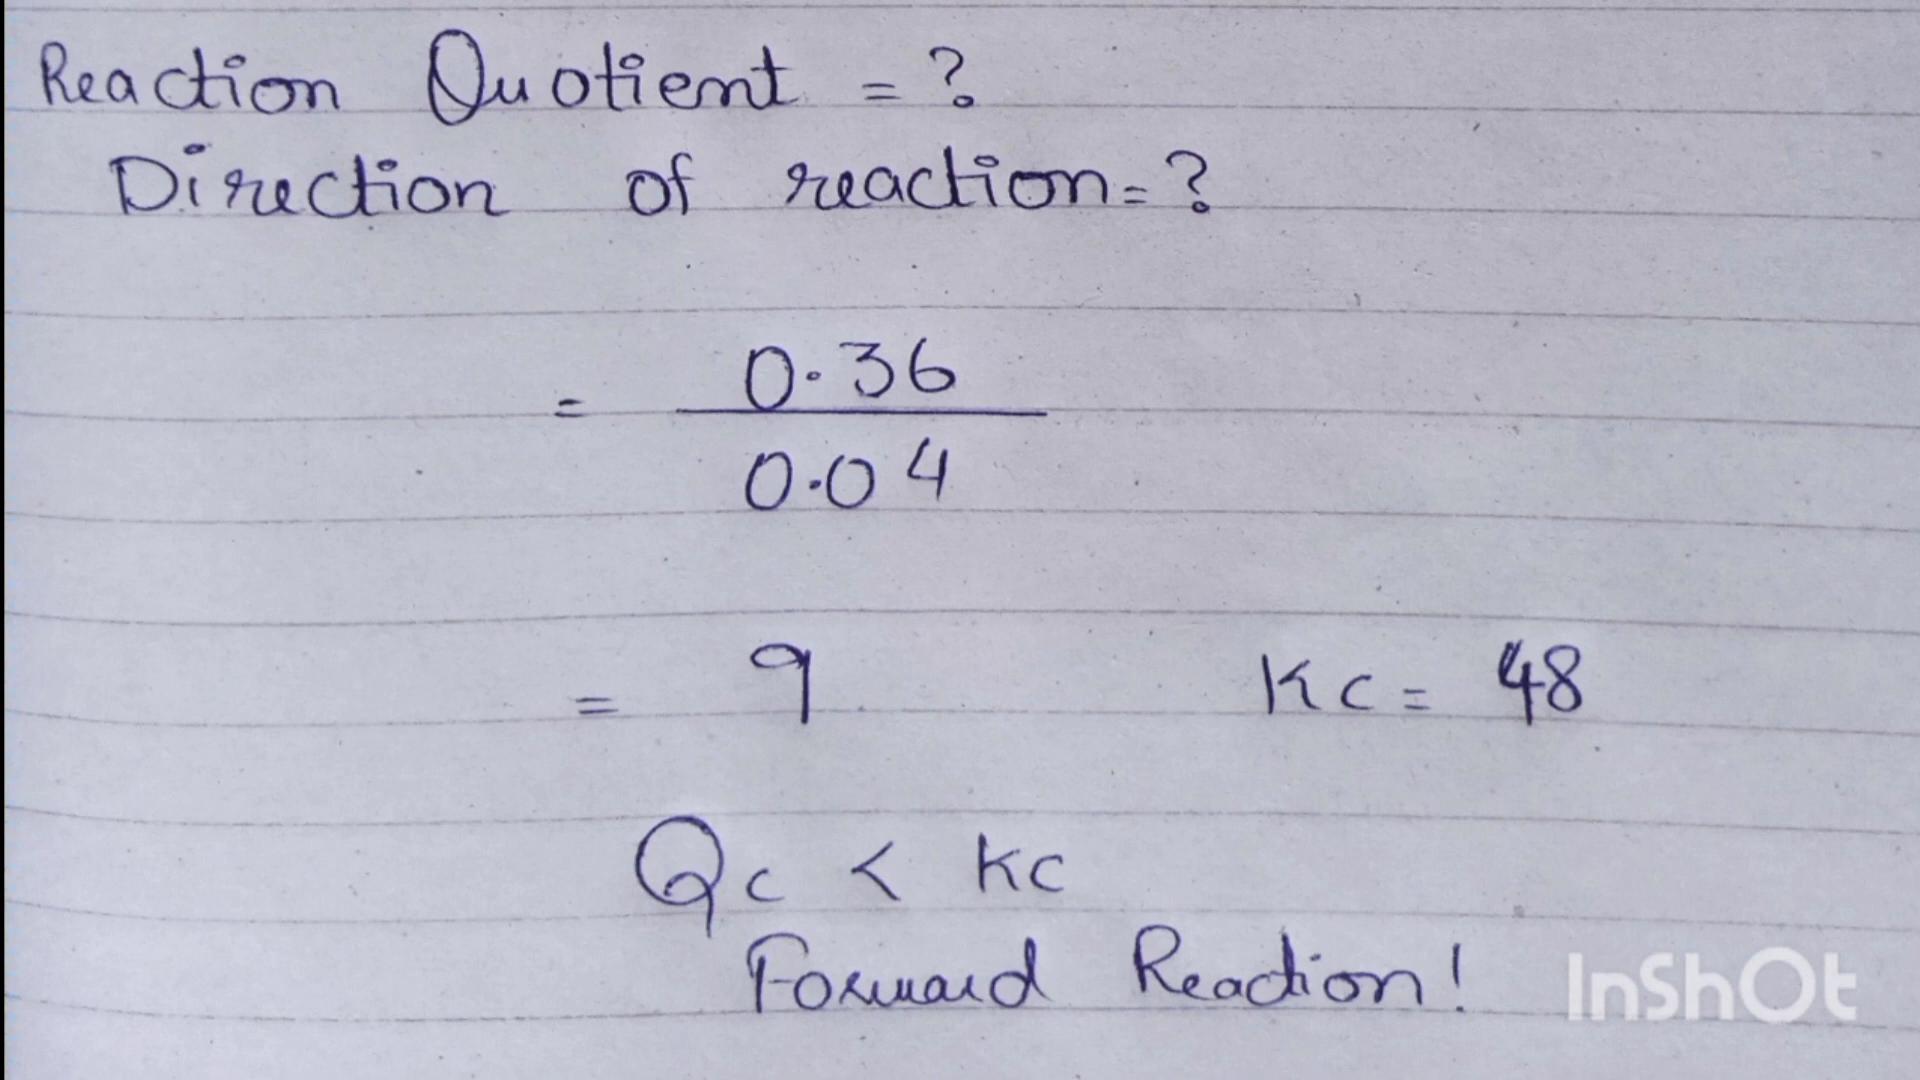 Reaction Quotient = ?
Direction of reaction = ?
= 0.36
0.04
= 9 Kc = 48
Qc < Kc
Forward Reaction!
InShOt